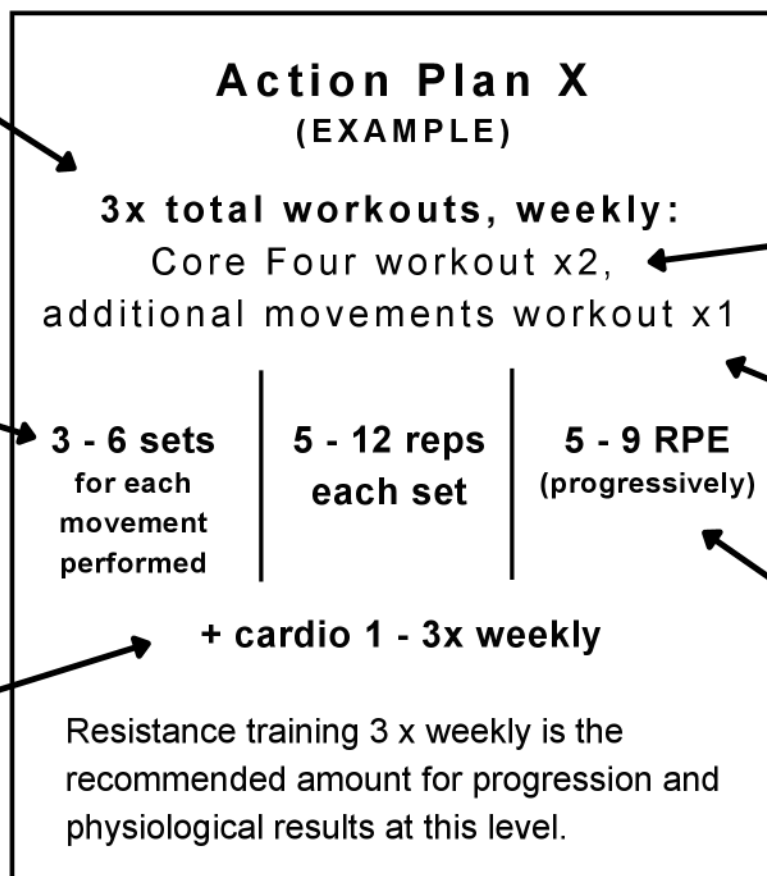 Action Plan X
(EXAMPLE)
3x total workouts, weekly:
Core Four workout x2,
additional movements workout x1
3 - 6 sets
for each
movement
performed
5 - 12 reps
each set
5 - 9 RPE
(progressively)
+ cardio 1 - 3x weekly
Resistance training 3 x weekly is the
recommended amount for progression and
physiological results at this level.